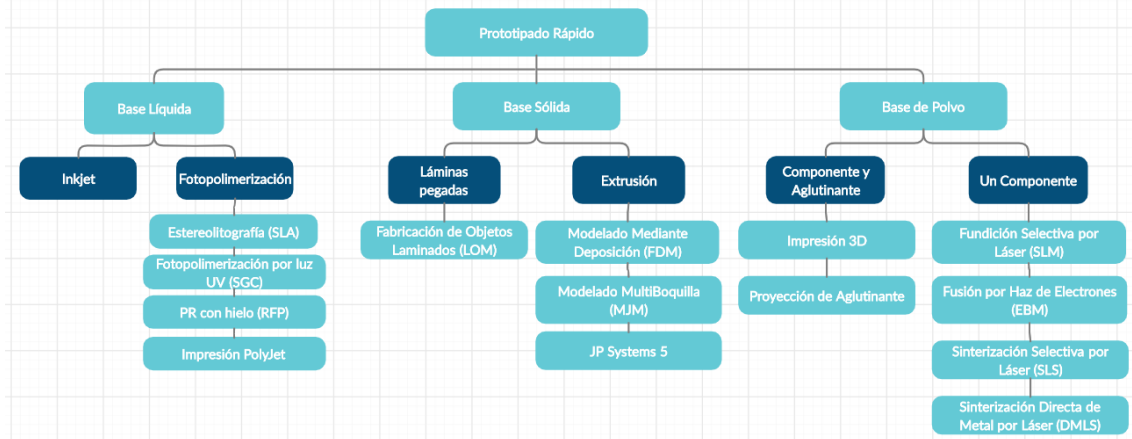 Prototipado Rápido
Base Líquida
Base Sólida
Base de Polvo
Inkjet
Fotopolimerización
Láminas
pegadas
Extrusión
Componente y
Aglutinante
Un Componente
Estereolitografía (SLA)
Fotopolimerización por luz
UV (SGC)
PR con hielo (RFP)
Impresión PolyJet
Fabricación de Objetos
Laminados (LOM)
Modelado Mediante
Deposición (FDM)
Modelado MultiBoquilla
(MJM)
JP Systems 5
Impresión 3D
Proyección de Aglutinante
Fundición Selectiva por
Láser (SLM)
Fusión por Haz de Electrones
(EBM)
Sinterización Selectiva por
Láser (SLS)
Sinterización Directa de
Metal por Láser (DMLS)